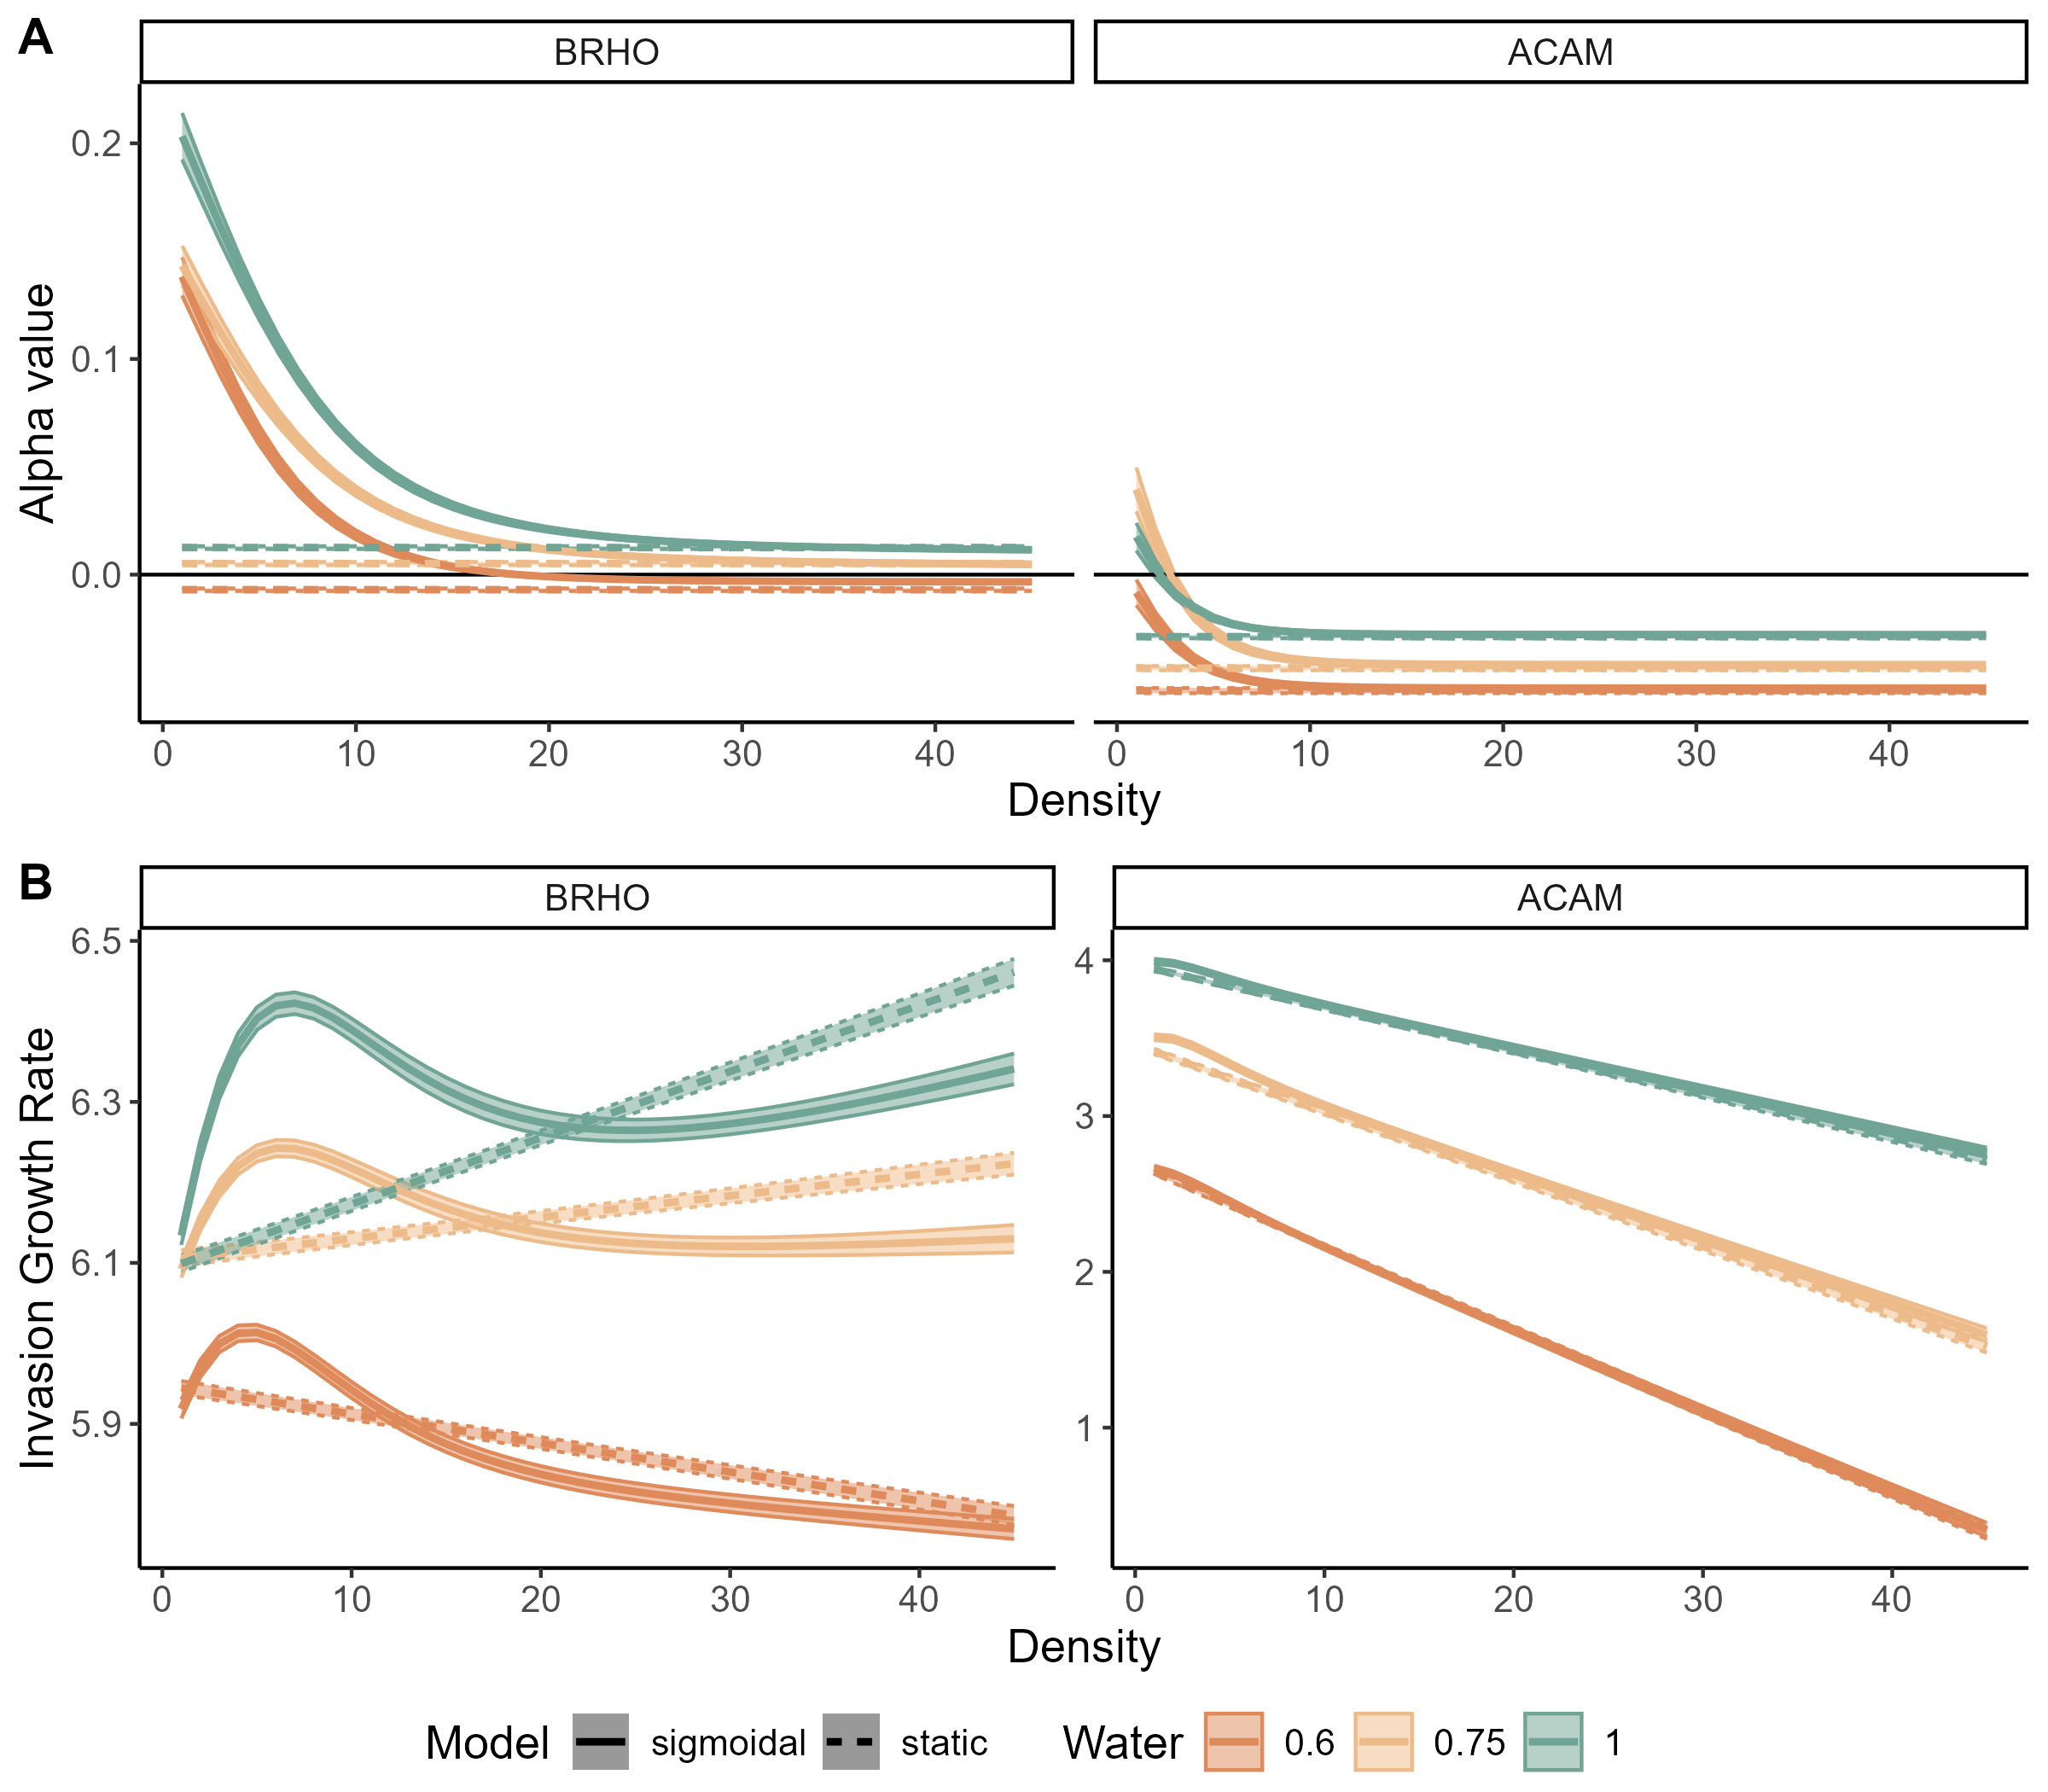 A
BRHO
ACAM
Alpha value
0.2
0.1
0.0
0 10 20 30 40
0 10 20 30 40
Density
B
BRHO
ACAM
Invasion Growth Rate
6.5
6.3
6.1
5.9
4
3
2
1
0 10 20 30 40
0 10 20 30 40
Density
Model sigmoidal static Water 0.6 0.75 1